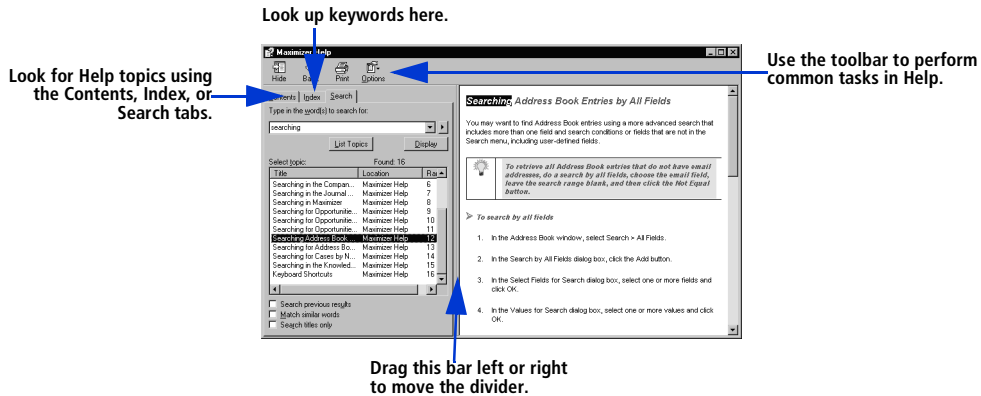 Look up keywords here.
Look for Help topics using
the Contents, Index, or
Search tabs.
Use the toolbar to perform
common tasks in Help.
Maximizer Help
Hide Back Print Options
Contents Index Search
Type in the word(s) to search for:
searching
List Topics Display
Select topic: Found: 16
Title Location Ra
Searching in the Compan... Maximizer Help 6
Searching in the Journal ... Maximizer Help 7
Searching in Maximizer Maximizer Help 8
Searching for Opportunitie... Maximizer Help 9
Searching for Opportunitie... Maximizer Help 10
Searching for Opportunitie... Maximizer Help 11
Searching Address Book ... Maximizer Help 12
Searching for Address Bo... Maximizer Help 13
Searching for Cases by N... Maximizer Help 14
Searching in the Knowled... Maximizer Help 15
Keyboard Shortcuts Maximizer Help 16
Search previous results
Match similar words
Search titles only
Searching Address Book Entries by All Fields
You may want to find Address Book entries using a more advanced search that
includes more than one field and search conditions or fields that are not in the
Search menu, including user-defined fields.
To retrieve all Address Book entries that do not have email
addresses, do a search by all fields, choose the email field,
leave the search range blank, and then click the Not Equal
button.
To search by all fields
1. In the Address Book window, select Search > All Fields.
2. In the Search by All Fields dialog box, click the Add button.
3. In the Select Fields for Search dialog box, select one or more fields and
click OK.
4. In the Values for Search dialog box, select one or more values and click
OK.
Drag this bar left or right
to move the divider.